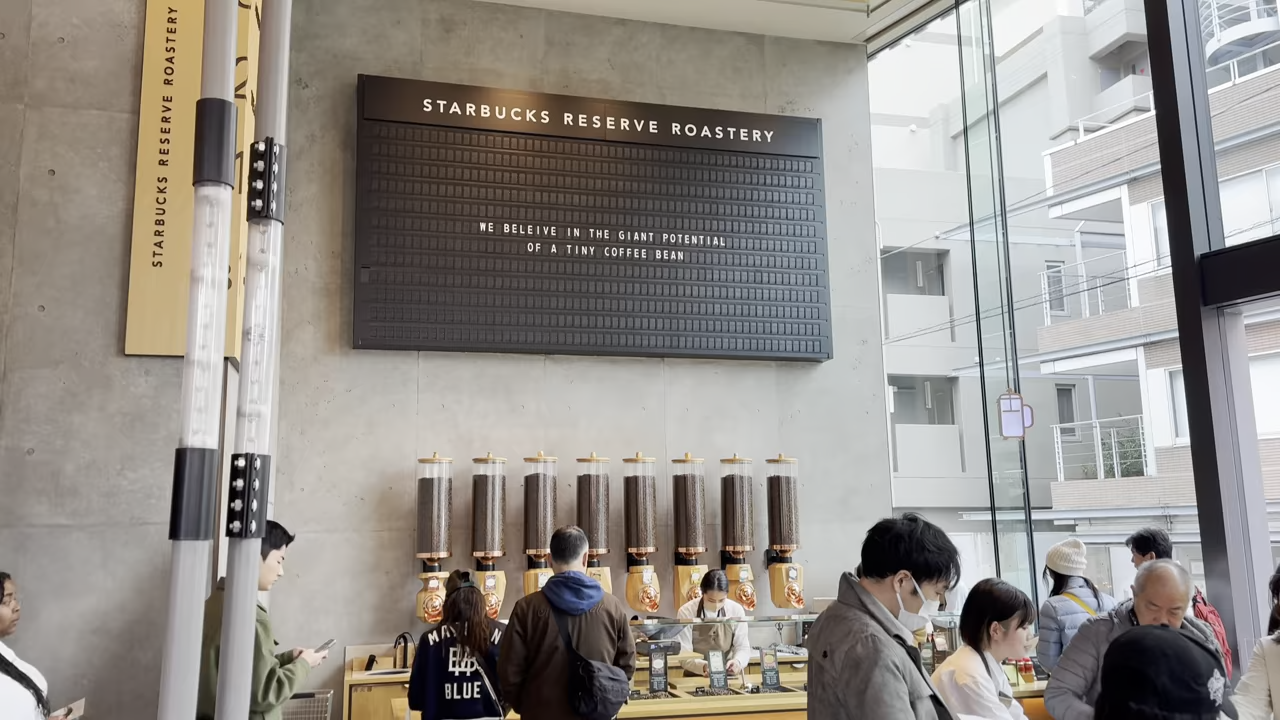 STARBUCKS RESERVE ROASTERY
STARBUCKS RESERVE ROASTERY
WE BELEIVE IN THE GIANT POTENTIAL
OF A TINY COFFEE BEAN
BLUE